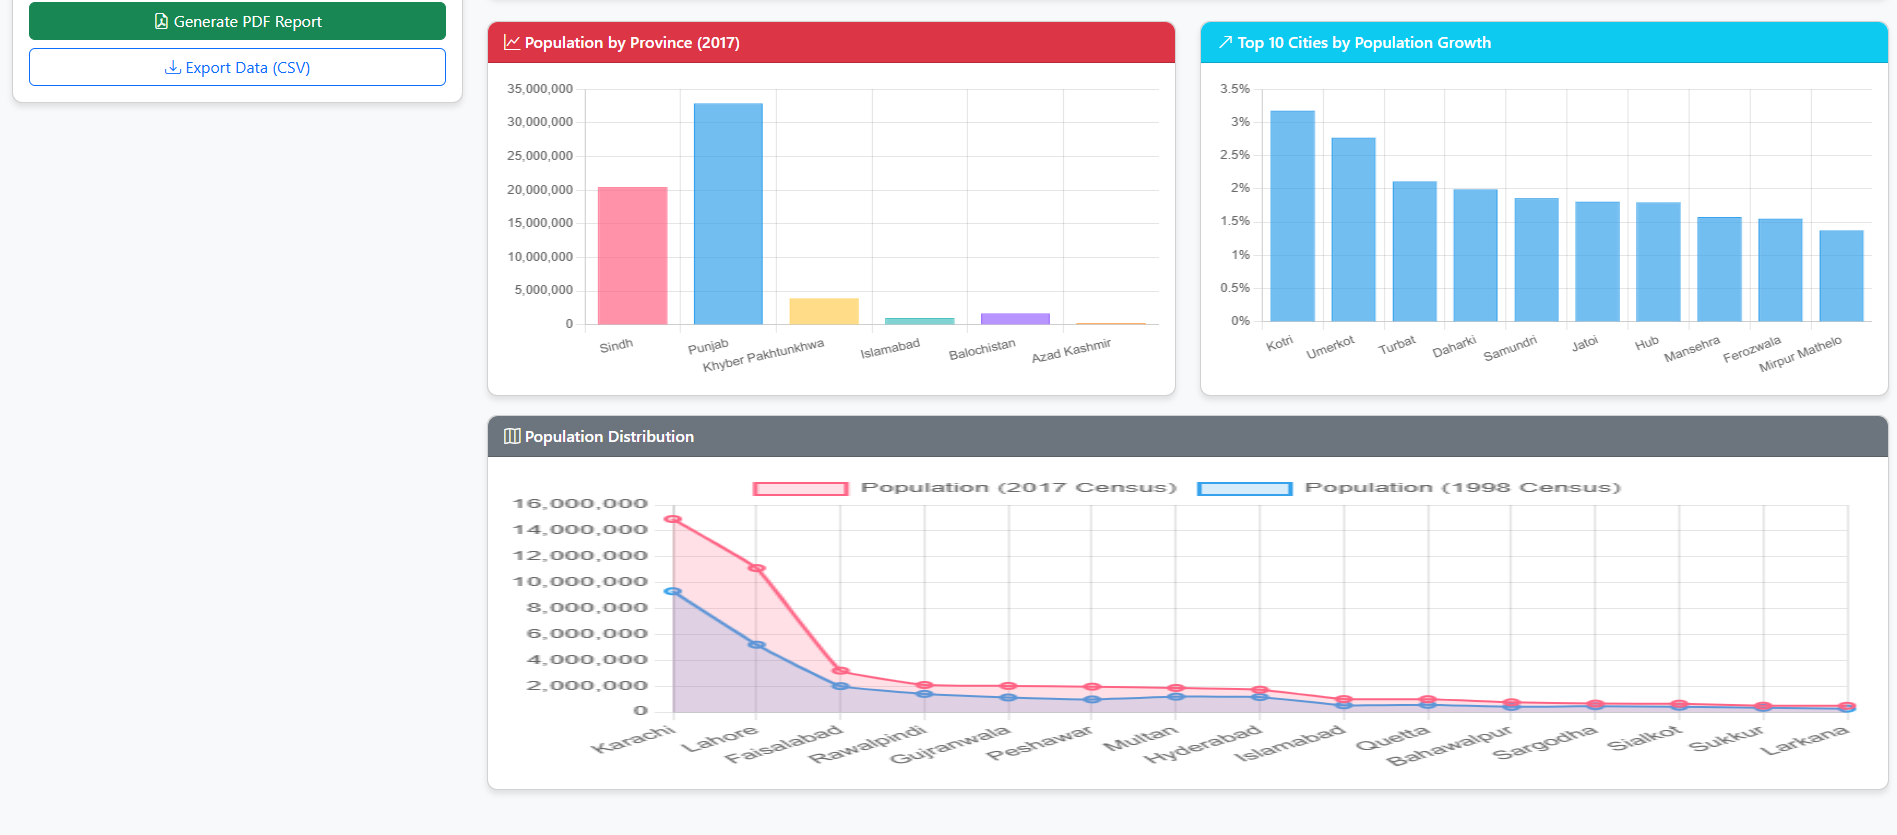 Generate PDF Report
Export Data (CSV)
Population by Province (2017)
35,000,000
30,000,000
25,000,000
20,000,000
15,000,000
10,000,000
5,000,000
0
Sindh
Punjab
Khyber Pakhtunkhwa
Islamabad
Balochistan
Azad Kashmir
Top 10 Cities by Population Growth
3.5%
3%
2.5%
2%
1.5%
1%
0.5%
0%
Kotri
Umerkot
Turbat
Daharki
Samundri
Jatoi
Hub
Mansehra
Ferozwala
Mirpur Mathelo
Population Distribution
Population (2017 Census)
Population (1998 Census)
16,000,000
14,000,000
12,000,000
10,000,000
8,000,000
6,000,000
4,000,000
2,000,000
0
Karachi
Lahore
Faisalabad
Rawalpindi
Gujranwala
Peshawar
Multan
Hyderabad
Islamabad
Quetta
Bahawalpur
Sargodha
Sialkot
Sukkur
Larkana